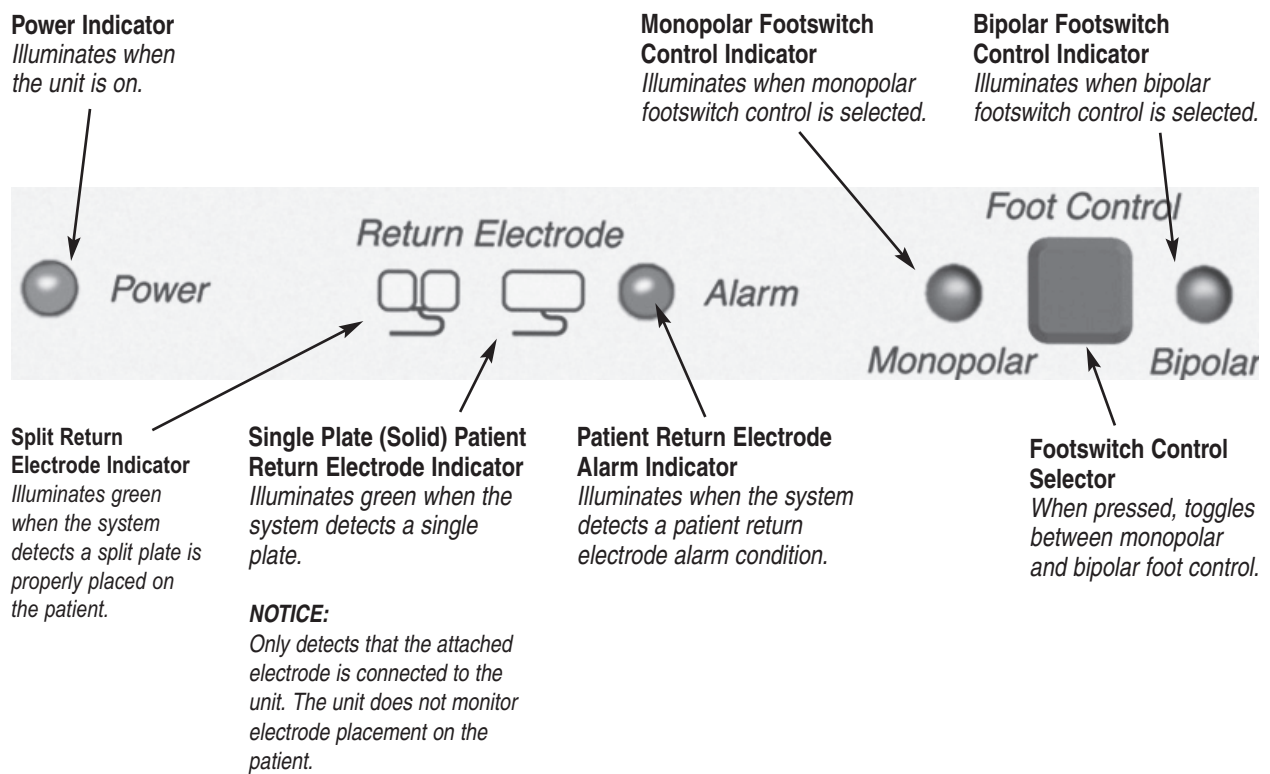 Power Indicator
Illuminates when
the unit is on.
Monopolar Footswitch
Control Indicator
Illuminates when monopolar
footswitch control is selected.
Bipolar Footswitch
Control Indicator
Illuminates when bipolar
footswitch control is selected.
Power
Return Electrode
Alarm
Foot Control
Monopolar
Bipolar
Split Return
Electrode Indicator
Illuminates green
when the system
detects a split plate is
properly placed on
the patient.
Single Plate (Solid) Patient
Return Electrode Indicator
Illuminates green when the
system detects a single
plate.
NOTICE:
Only detects that the attached
electrode is connected to the
unit. The unit does not monitor
electrode placement on the
patient.
Patient Return Electrode
Alarm Indicator
Illuminates when the system
detects a patient return
electrode alarm condition.
Footswitch Control
Selector
When pressed, toggles
between monopolar
and bipolar foot control.